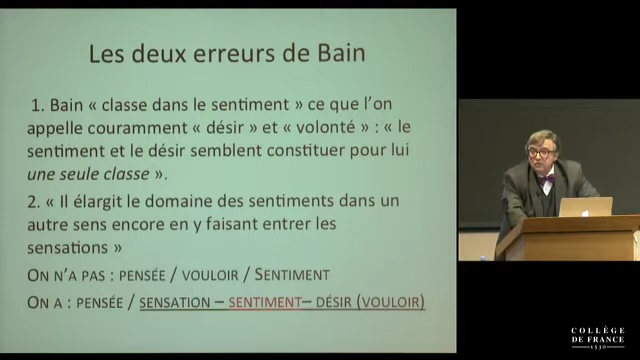 Les deux erreurs de Bain
1. Bain « classe dans le sentiment » ce que l'on
appelle couramment « désir » et « volonté » : « le
sentiment et le désir semblent constituer pour lui
une seule classe ».
2. « Il élargit le domaine des sentiments dans un
autre sens encore en y faisant entrer les
sensations »
ON N'A PAS : PENSÉE / VOULOIR / SENTIMENT
ON A : PENSÉE / SENSATION – SENTIMENT– DÉSIR (VOULOIR)
COLLÈGE
DE FRANCE
1530